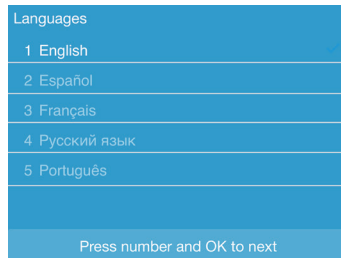 Languages
1 English
2 Español
3 Français
4 Русский язык
5 Português
Press number and OK to next